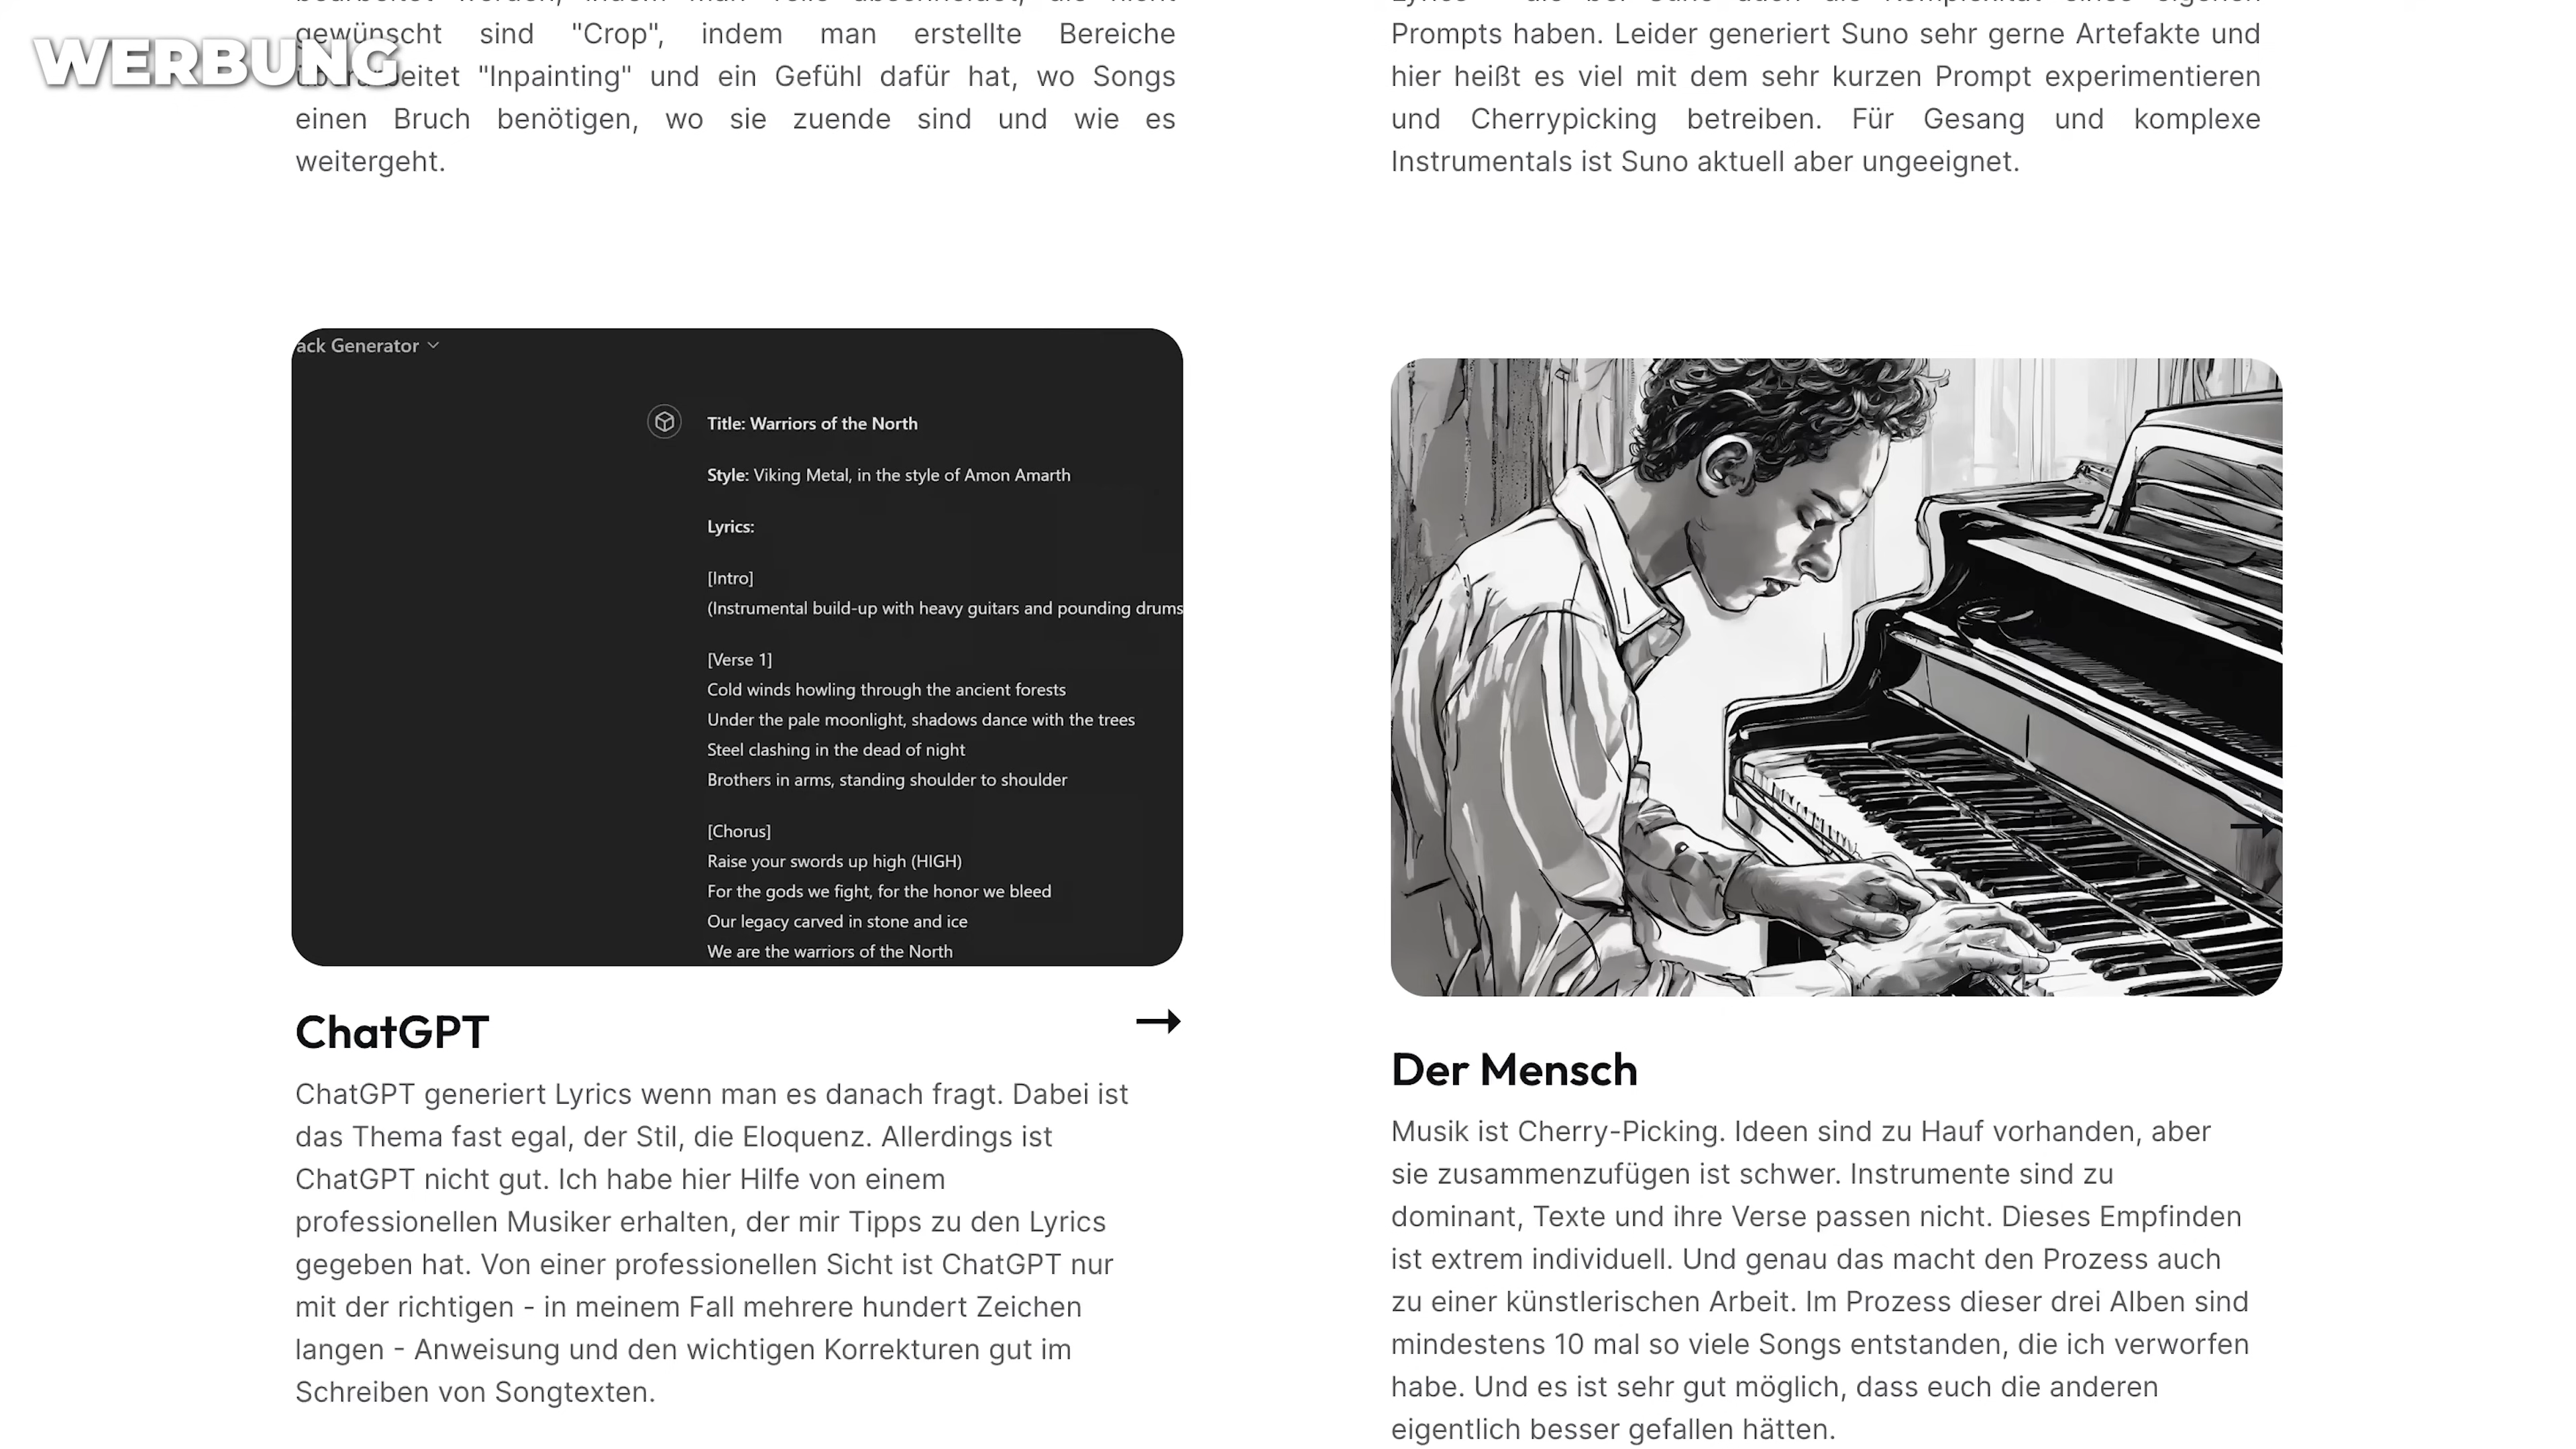 WERBUNG
gewünscht sind "Crop", indem man erstellte Bereiche
überarbeitet "Inpainting" und ein Gefühl dafür hat, wo Songs
einen Bruch benötigen, wo sie zuende sind und wie es
weitergeht.
Prompts haben. Leider generiert Suno sehr gerne Artefakte und
hier heißt es viel mit dem sehr kurzen Prompt experimentieren
und Cherrypicking betreiben. Für Gesang und komplexe
Instrumentals ist Suno aktuell aber ungeeignet.
ack Generator
Title: Warriors of the North
Style: Viking Metal, in the style of Amon Amarth
Lyrics:
[Intro]
(Instrumental build-up with heavy guitars and pounding drums
[Verse 1]
Cold winds howling through the ancient forests
Under the pale moonlight, shadows dance with the trees
Steel clashing in the dead of night
Brothers in arms, standing shoulder to shoulder
[Chorus]
Raise your swords up high (HIGH)
For the gods we fight, for the honor we bleed
Our legacy carved in stone and ice
We are the warriors of the North
ChatGPT
ChatGPT generiert Lyrics wenn man es danach fragt. Dabei ist
das Thema fast egal, der Stil, die Eloquenz. Allerdings ist
ChatGPT nicht gut. Ich habe hier Hilfe von einem
professionellen Musiker erhalten, der mir Tipps zu den Lyrics
gegeben hat. Von einer professionellen Sicht ist ChatGPT nur
mit der richtigen - in meinem Fall mehrere hundert Zeichen
langen - Anweisung und den wichtigen Korrekturen gut im
Schreiben von Songtexten.
Der Mensch
Musik ist Cherry-Picking. Ideen sind zu Hauf vorhanden, aber
sie zusammenzufügen ist schwer. Instrumente sind zu
dominant, Texte und ihre Verse passen nicht. Dieses Empfinden
ist extrem individuell. Und genau das macht den Prozess auch
zu einer künstlerischen Arbeit. Im Prozess dieser drei Alben sind
mindestens 10 mal so viele Songs entstanden, die ich verworfen
habe. Und es ist sehr gut möglich, dass euch die anderen
eigentlich besser gefallen hätten.